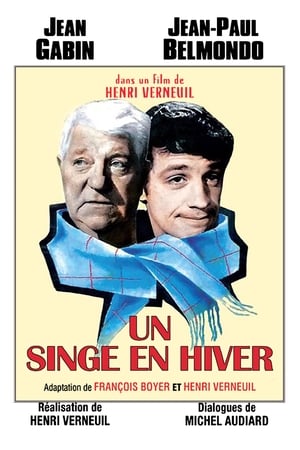 JEAN JEAN-PAUL
GABIN BELMONDO
dans un film de
HENRI VERNEUIL
UN
SINGE EN HIVER
Adaptation de FRANÇOIS BOYER ET HENRI VERNEUIL
Réalisation de Dialogues de
HENRI VERNEUIL MICHEL AUDIARD